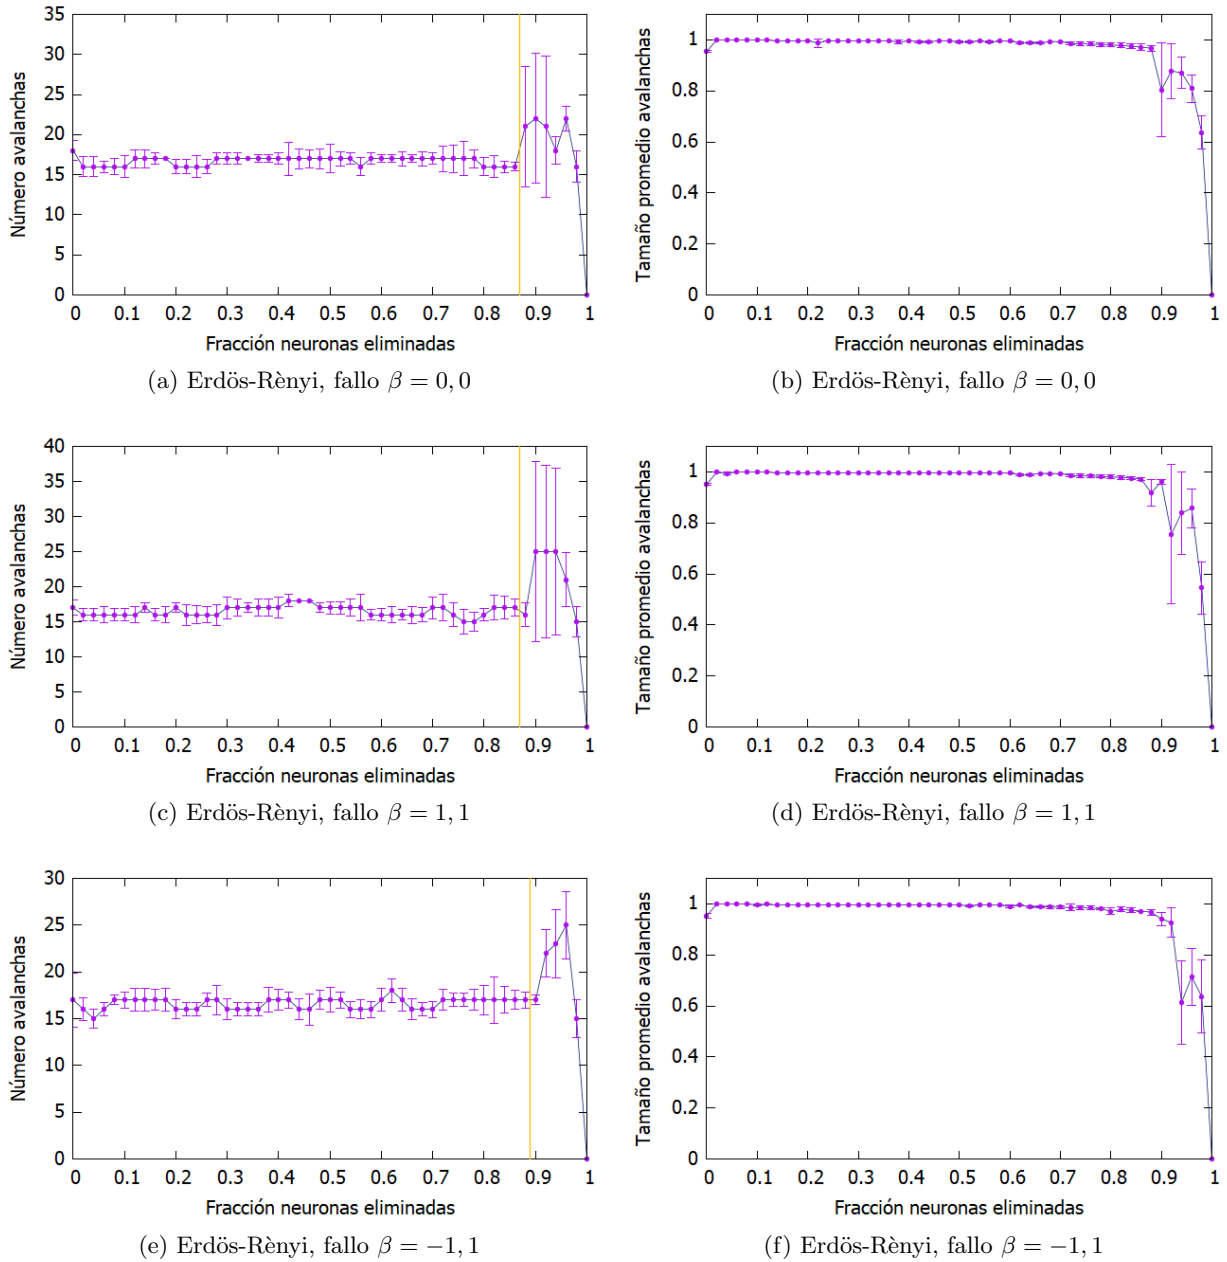 35
30
25
20
15
10
5
0
Número avalanchas
0 0.1 0.2 0.3 0.4 0.5 0.6 0.7 0.8 0.9 1
Fracción neuronas eliminadas
(a) Erdös-Rènyi, fallo β = 0, 0
1
0.8
0.6
0.4
0.2
0
Tamaño promedio avalanchas
0 0.1 0.2 0.3 0.4 0.5 0.6 0.7 0.8 0.9 1
Fracción neuronas eliminadas
(b) Erdös-Rènyi, fallo β = 0, 0
40
35
30
25
20
15
10
5
0
Número avalanchas
0 0.1 0.2 0.3 0.4 0.5 0.6 0.7 0.8 0.9 1
Fracción neuronas eliminadas
(c) Erdös-Rènyi, fallo β = 1, 1
1
0.8
0.6
0.4
0.2
0
Tamaño promedio avalanchas
0 0.1 0.2 0.3 0.4 0.5 0.6 0.7 0.8 0.9 1
Fracción neuronas eliminadas
(d) Erdös-Rènyi, fallo β = 1, 1
30
25
20
15
10
5
0
Número avalanchas
0 0.1 0.2 0.3 0.4 0.5 0.6 0.7 0.8 0.9 1
Fracción neuronas eliminadas
(e) Erdös-Rènyi, fallo β = −1, 1
1
0.8
0.6
0.4
0.2
0
Tamaño promedio avalanchas
0 0.1 0.2 0.3 0.4 0.5 0.6 0.7 0.8 0.9 1
Fracción neuronas eliminadas
(f) Erdös-Rènyi, fallo β = −1, 1